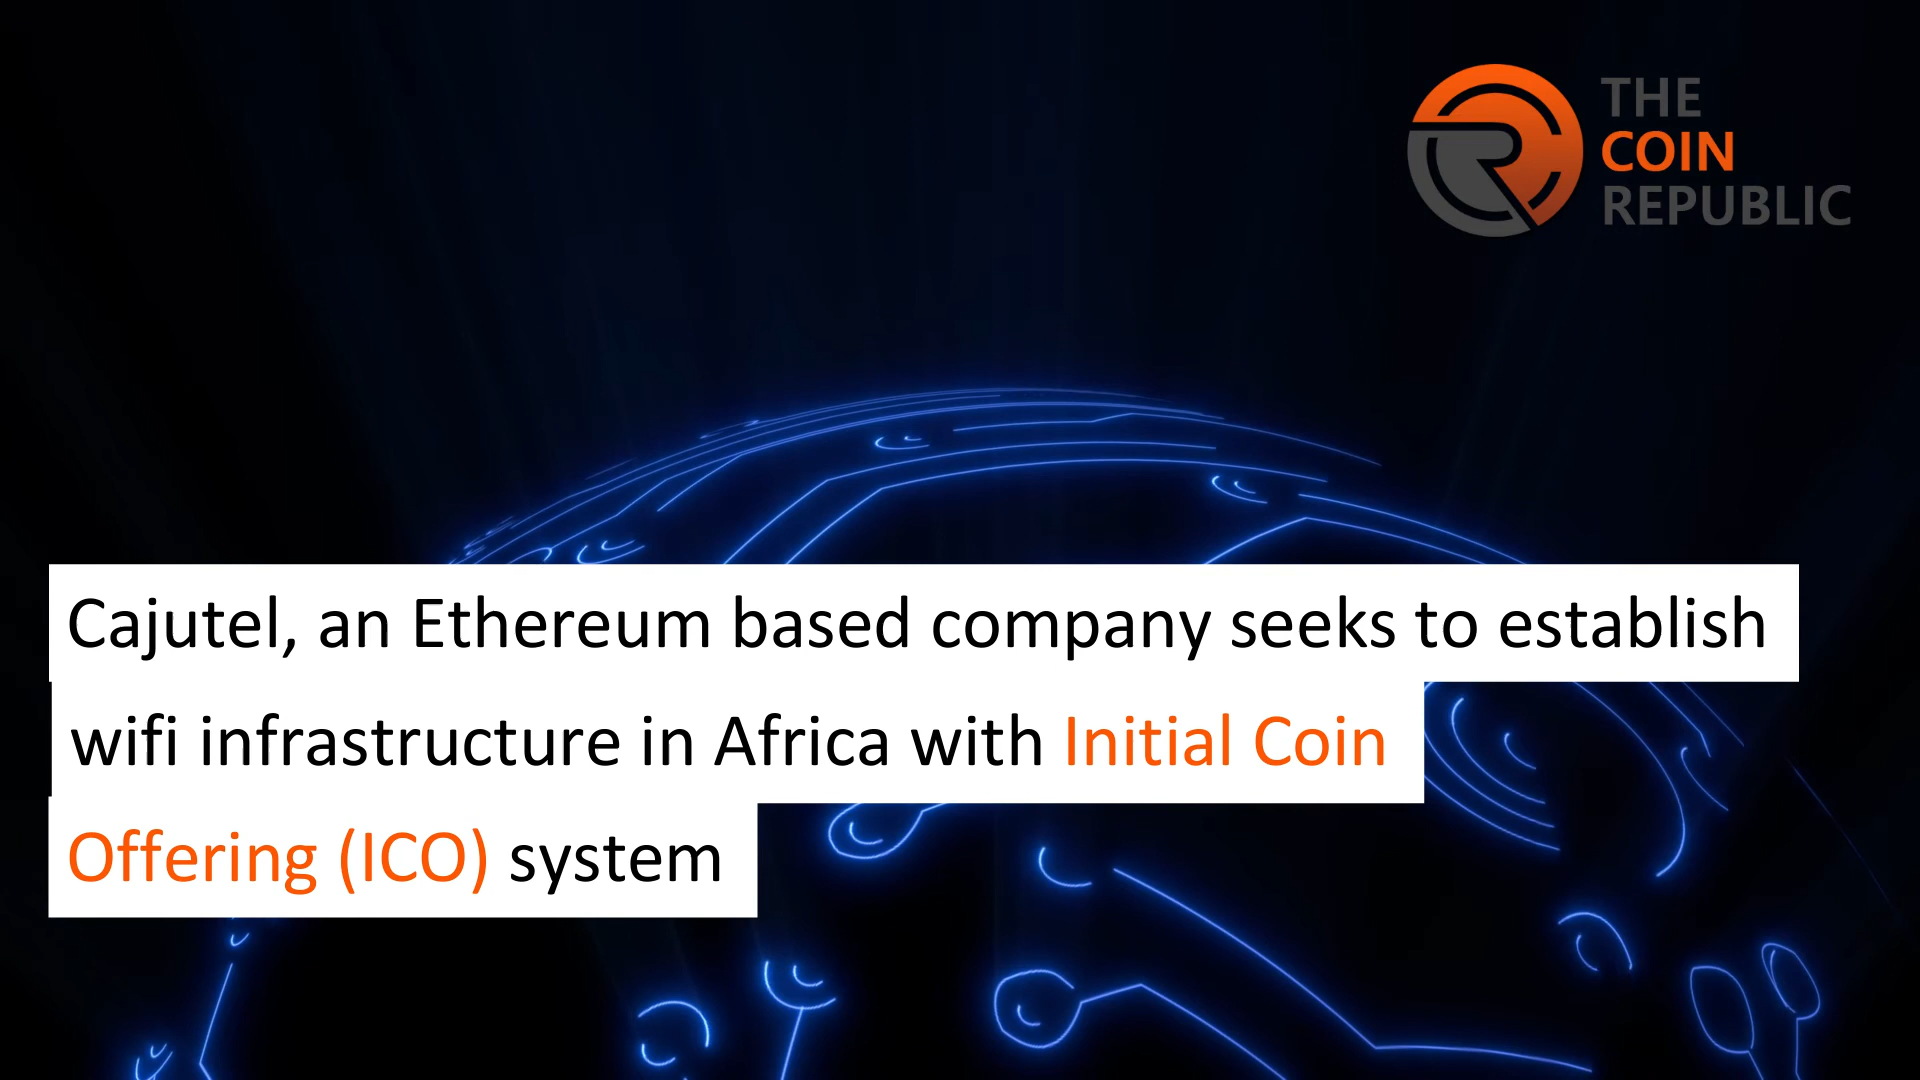 THE
COIN
REPUBLIC
Cajutel, an Ethereum based company seeks to establish
wifi infrastructure in Africa with Initial Coin
Offering (ICO) system